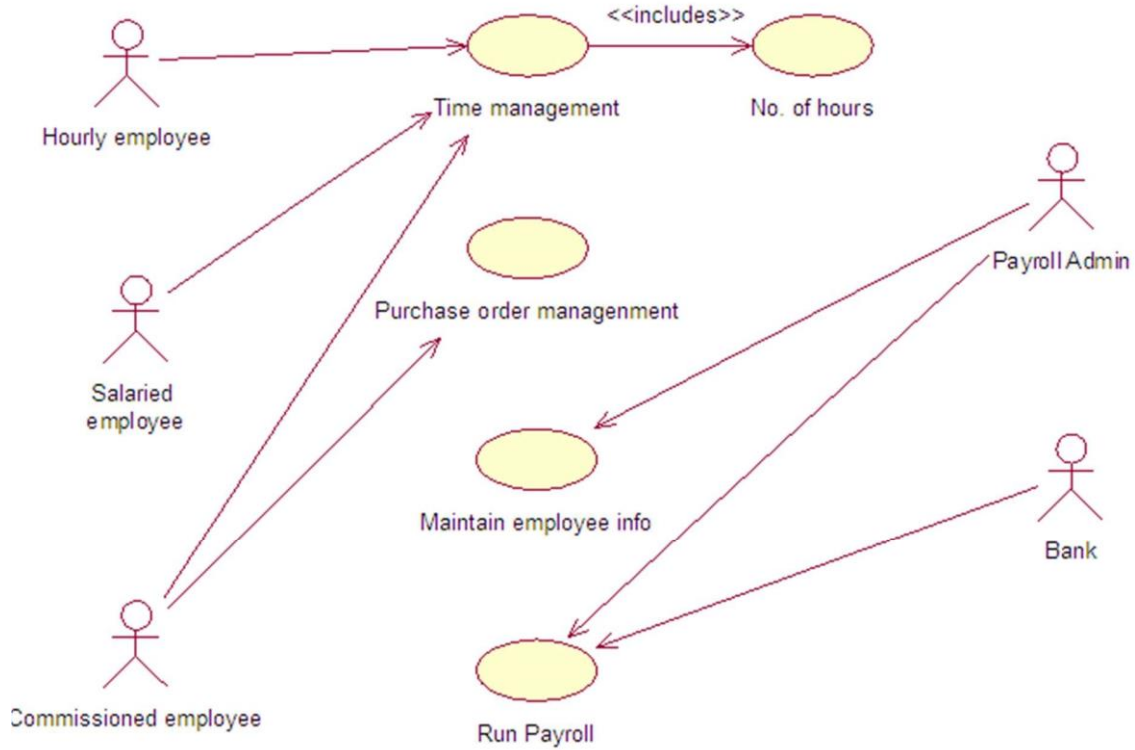 <<includes>>
Time management
No. of hours
Hourly employee
Payroll Admin
Purchase order managenment
Salaried
employee
Maintain employee info
Bank
Commissioned employee
Run Payroll